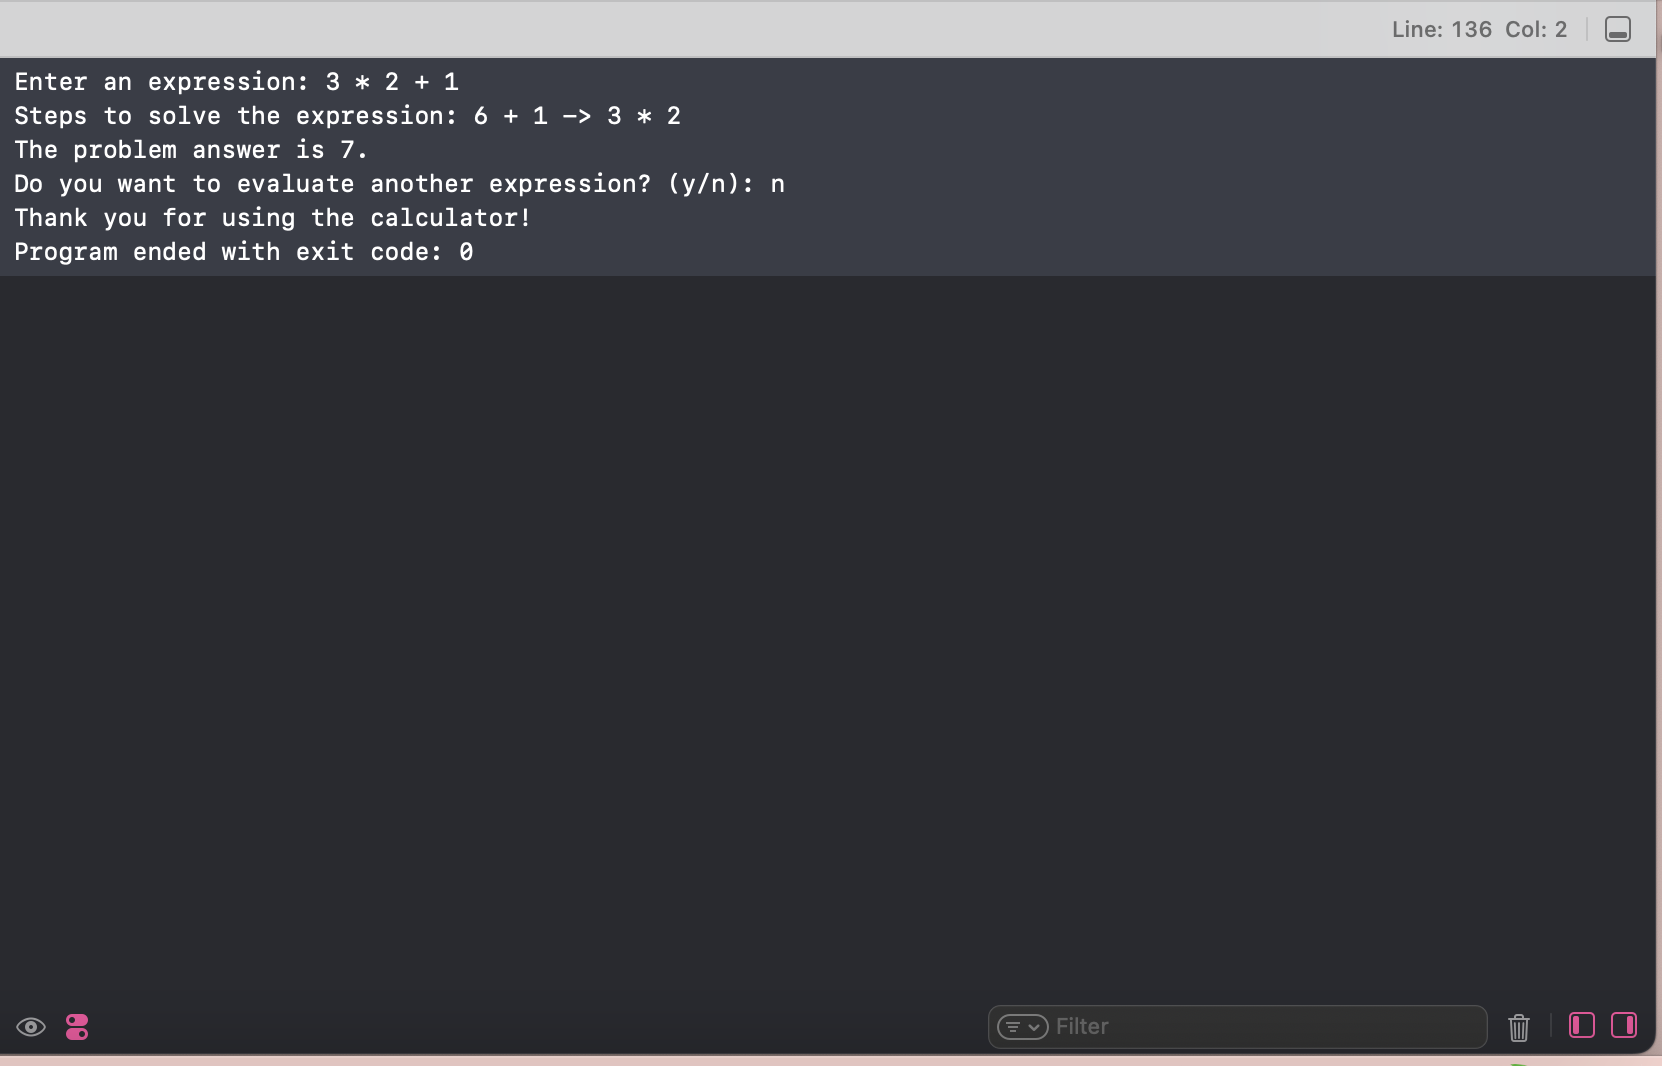 Line: 136 Col: 2
Enter an expression: 3 * 2 + 1
Steps to solve the expression: 6 + 1 -> 3 * 2
The problem answer is 7.
Do you want to evaluate another expression? (y/n): n
Thank you for using the calculator!
Program ended with exit code: 0
Filter